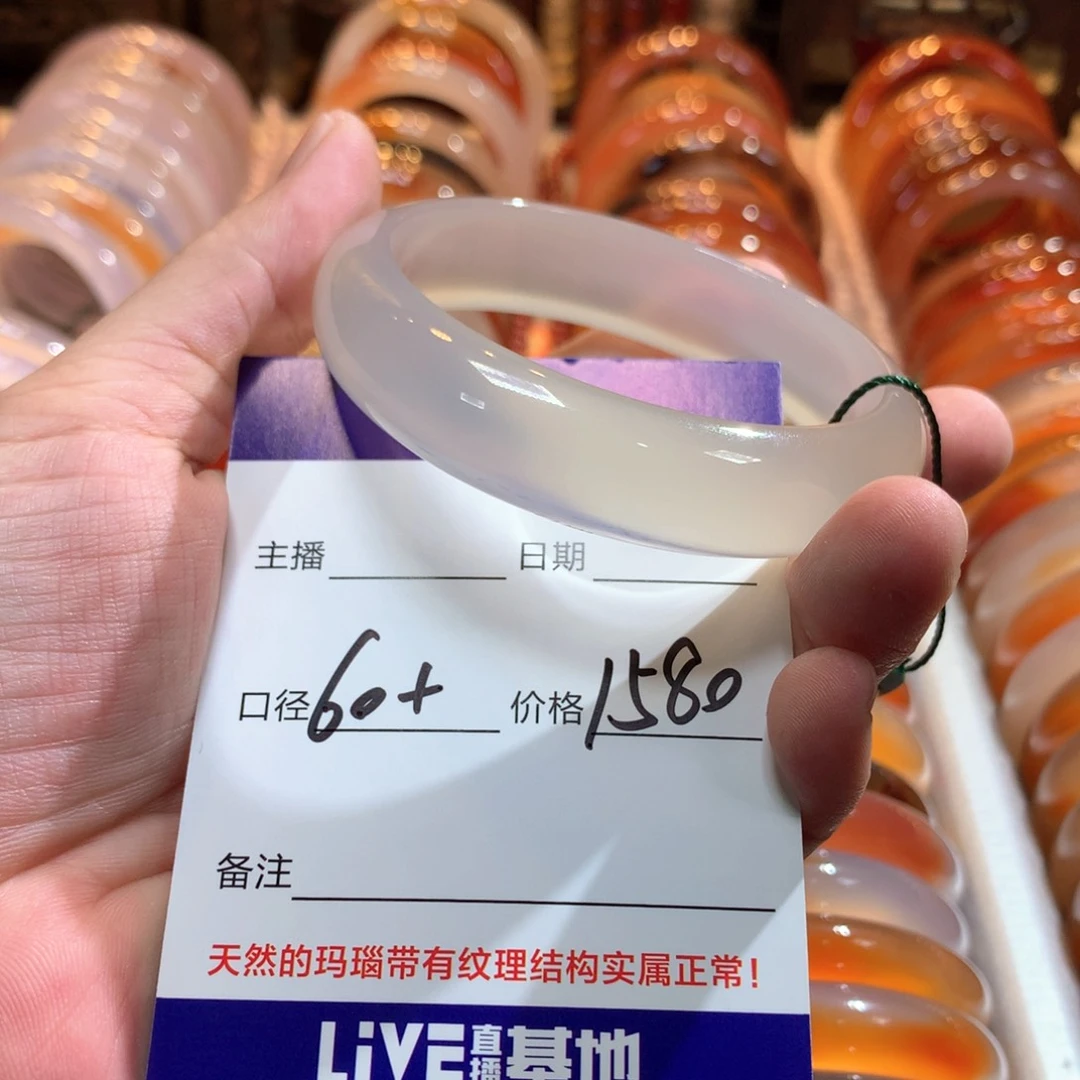 主播 日期
口径60+ 价格1580
备注
天然的玛瑙带有纹理结构实属正常！
LiVE直播基地